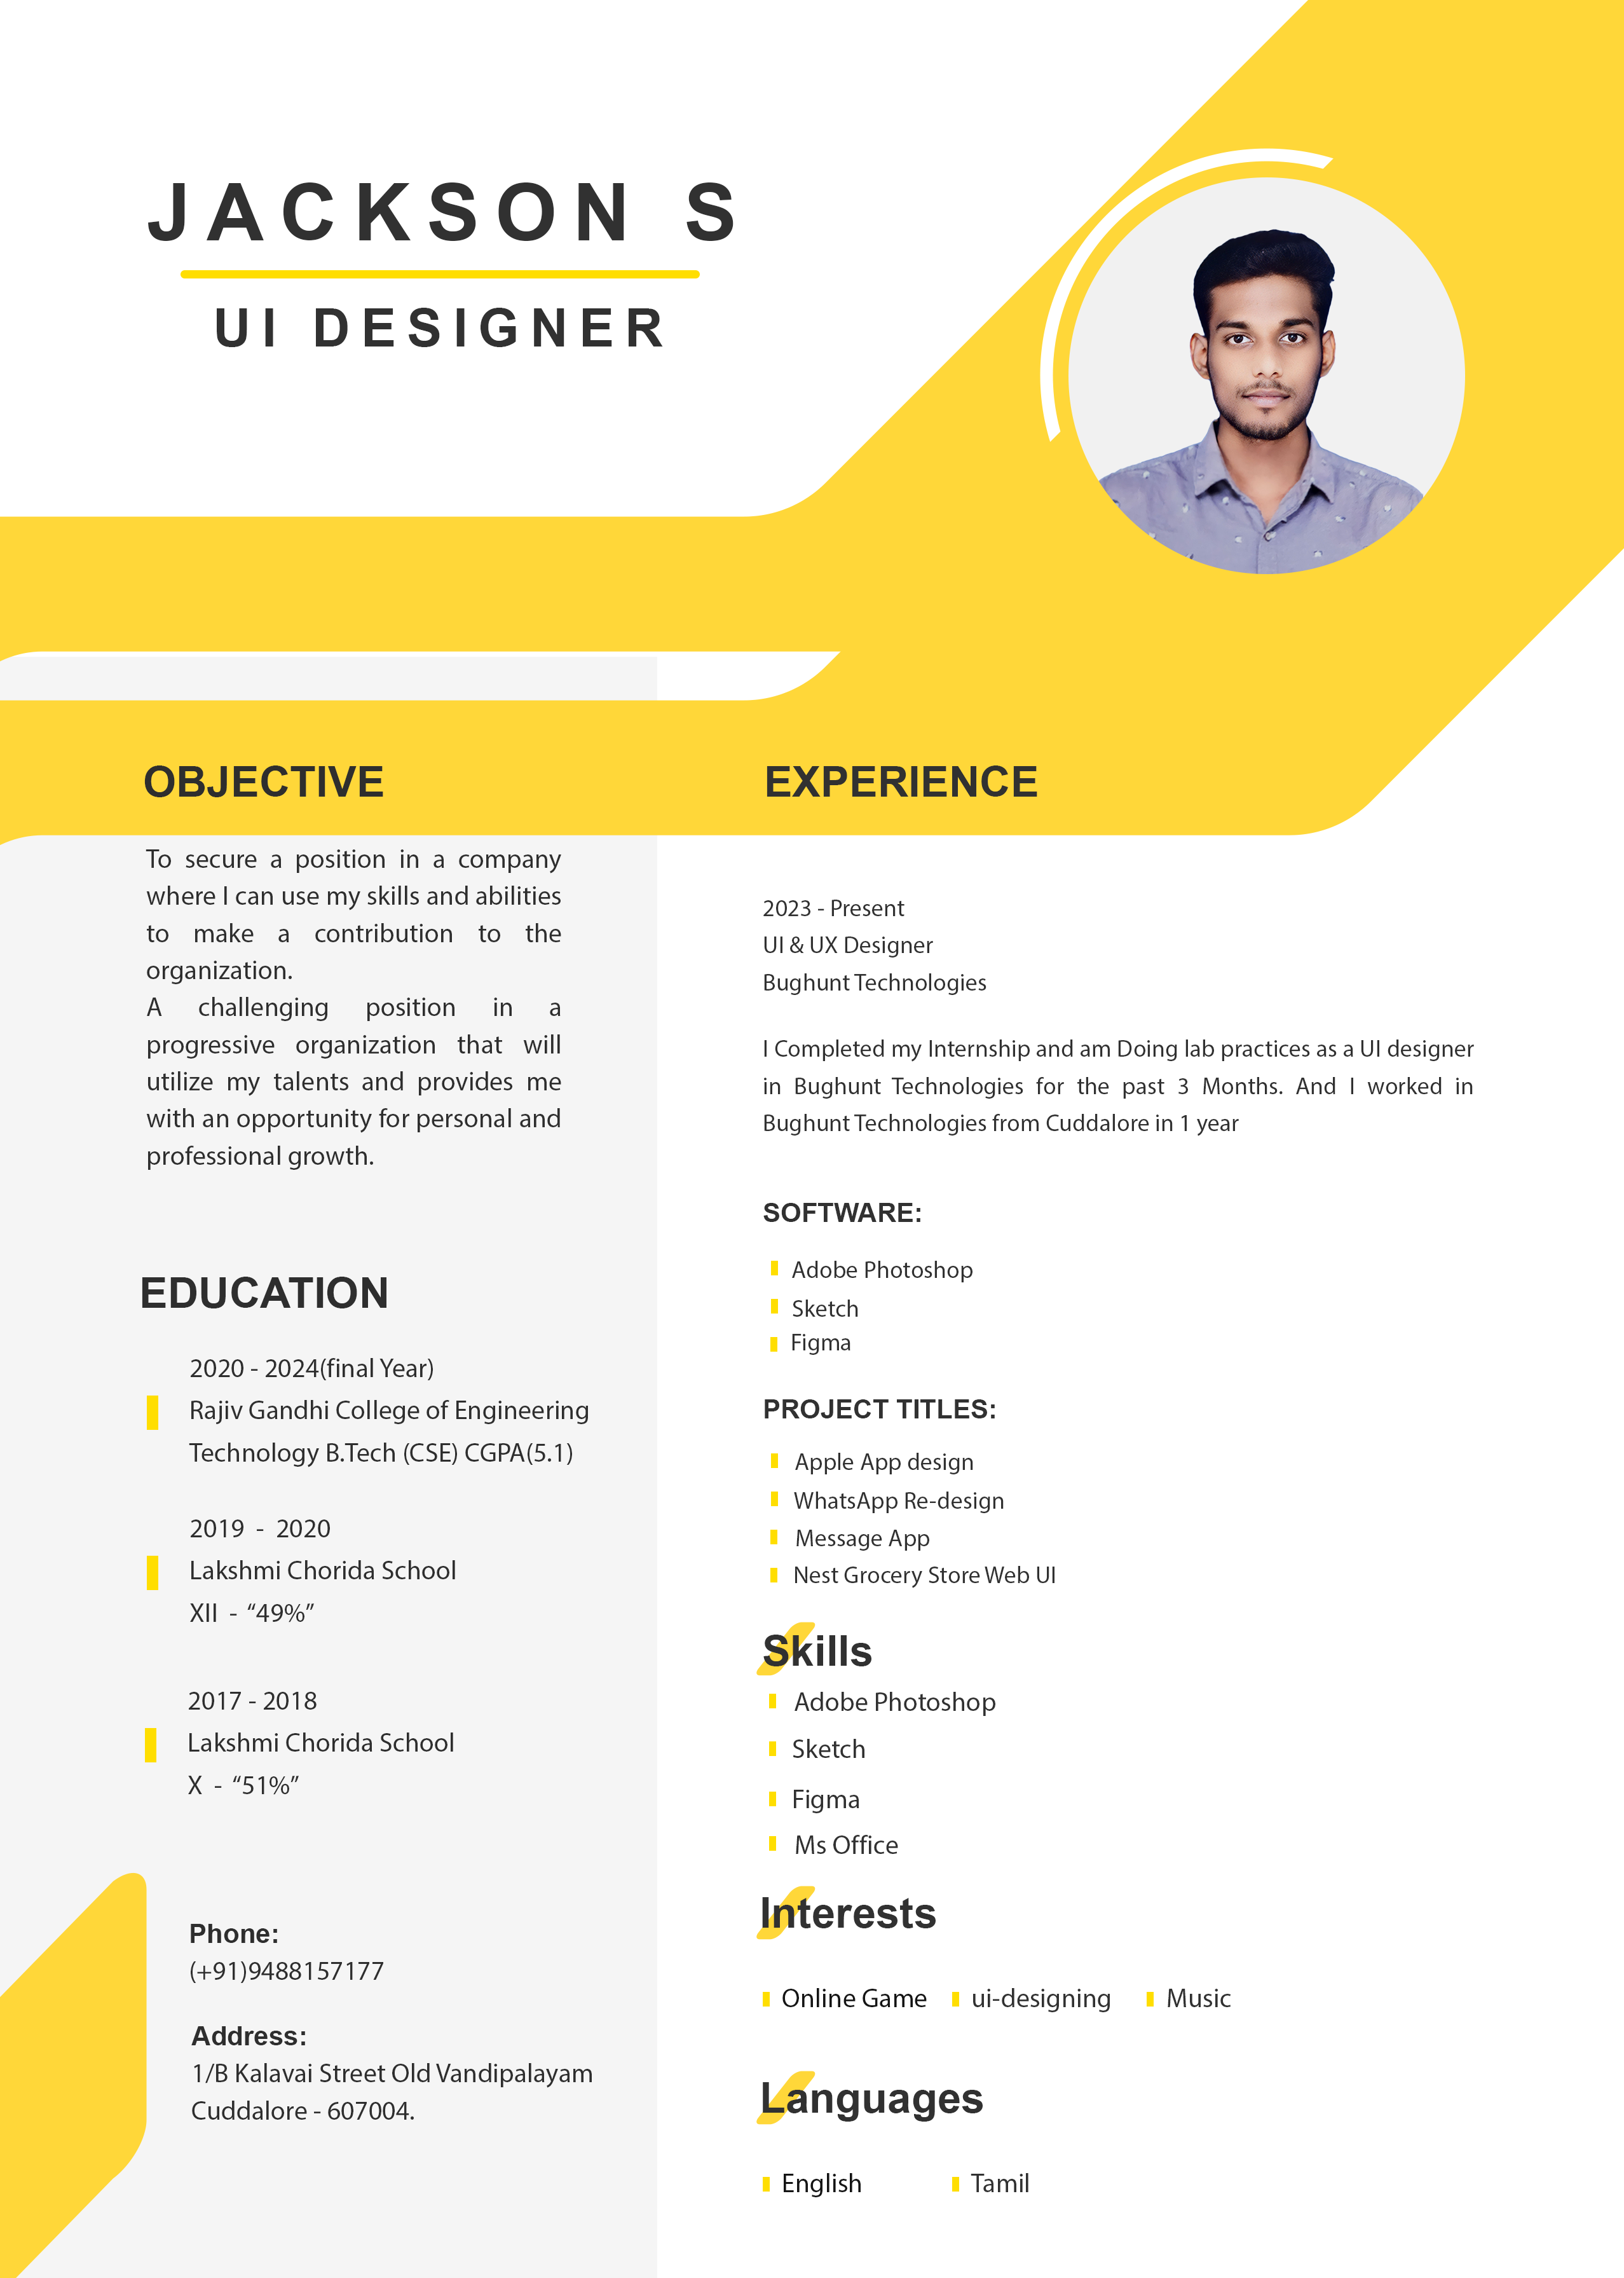 JACKSON S
UI DESIGNER
OBJECTIVE
To secure a position in a company
where I can use my skills and abilities
to make a contribution to the
organization.
A challenging position in a
progressive organization that will
utilize my talents and provides me
with an opportunity for personal and
professional growth.
EDUCATION
2020 - 2024(final Year)
Rajiv Gandhi College of Engineering
Technology B.Tech (CSE) CGPA(5.1)
2019 - 2020
Lakshmi Chorida School
XII - “49%”
2017 - 2018
Lakshmi Chorida School
X - “51%”
Phone:
(+91)9488157177
Address:
1/B Kalavai Street Old Vandipalayam
Cuddalore - 607004.
EXPERIENCE
2023 - Present
UI & UX Designer
Bughunt Technologies
I Completed my Internship and am Doing lab practices as a UI designer
in Bughunt Technologies for the past 3 Months. And I worked in
Bughunt Technologies from Cuddalore in 1 year
SOFTWARE:
Adobe Photoshop
Sketch
Figma
PROJECT TITLES:
Apple App design
WhatsApp Re-design
Message App
Nest Grocery Store Web UI
Skills
Adobe Photoshop
Sketch
Figma
Ms Office
Interests
Online Game ui-designing Music
Languages
English Tamil